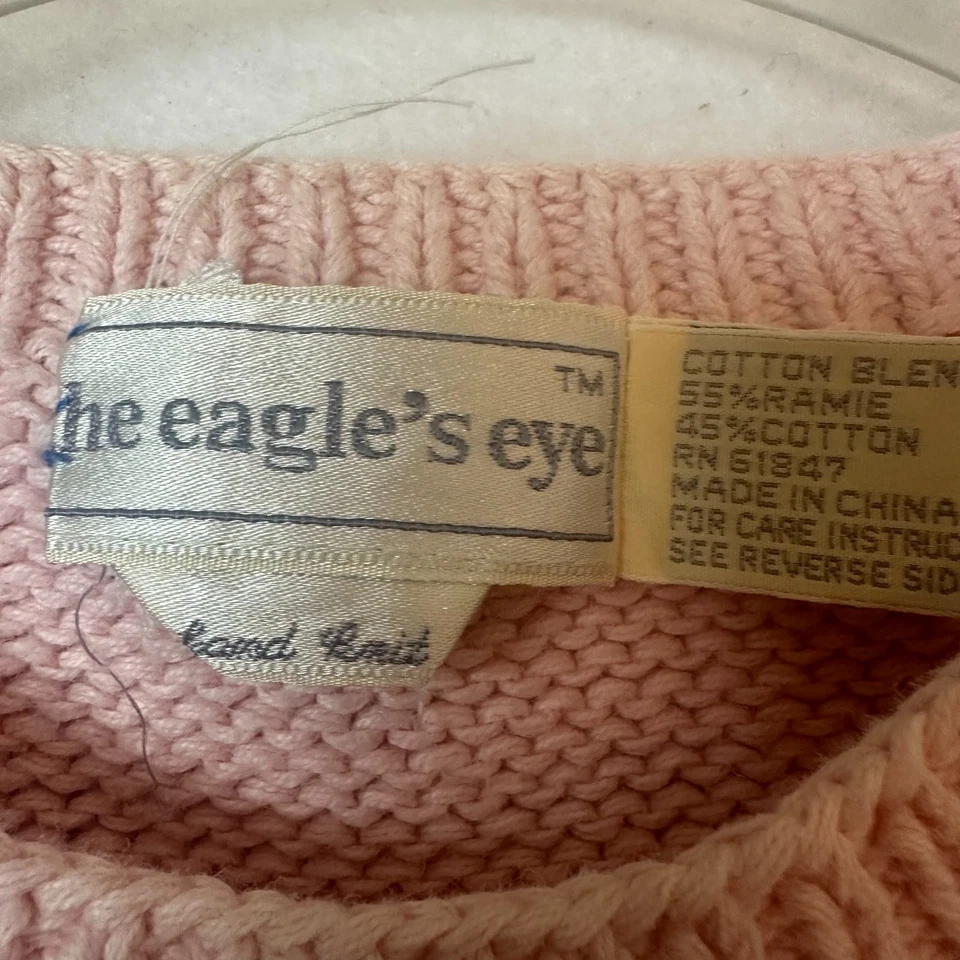 the eagle's eye
TM
hand knit
COTTON BLEN
55%RAMIE
45%COTTON
RN 61847
MADE IN CHINA
FOR CARE INSTRUC
SEE REVERSE SID